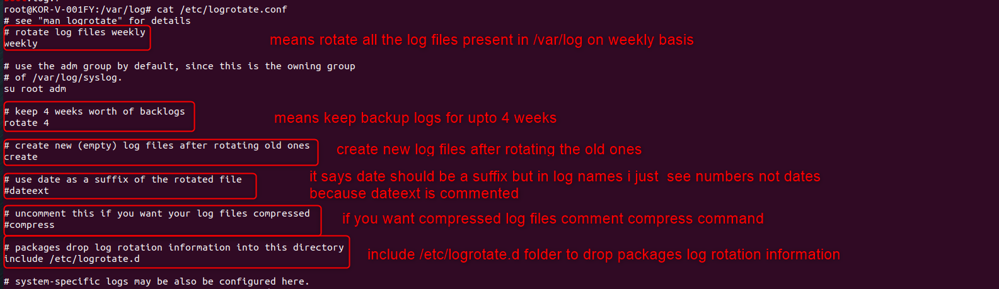 root@KOR-V-001FY:/var/log# cat /etc/logrotate.conf
# see "man logrotate" for details
# rotate log files weekly
weekly
means rotate all the log files present in /var/log on weekly basis
# use the adm group by default, since this is the owning group
# of /var/log/syslog.
su root adm
# keep 4 weeks worth of backlogs
rotate 4
means keep backup logs for upto 4 weeks
# create new (empty) log files after rotating old ones
create
create new log files after rotating the old ones
# use date as a suffix of the rotated file
#dateext
it says date should be a suffix but in log names i just  see numbers not dates
because dateext is commented
# uncomment this if you want your log files compressed
#compress
if you want compressed log files comment compress command
# packages drop log rotation information into this directory
include /etc/logrotate.d
include /etc/logrotate.d folder to drop packages log rotation information
# system-specific logs may be also be configured here.